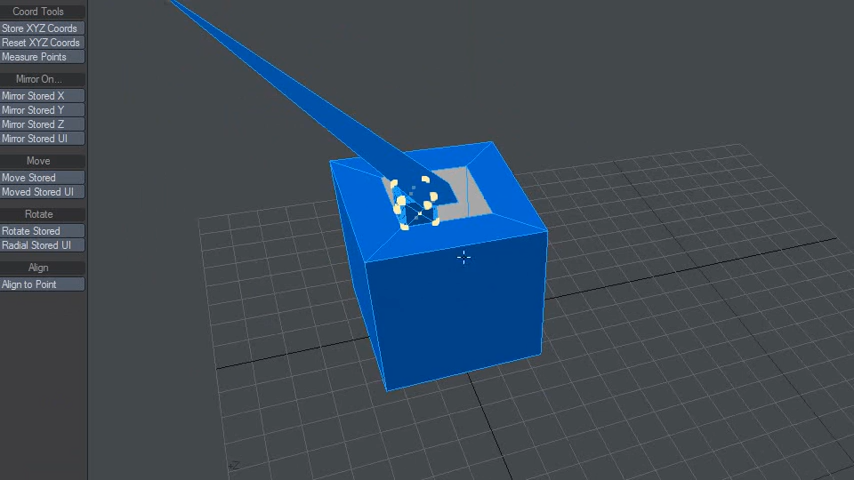 Coord Tools
Store XYZ Coords
Reset XYZ Coords
Measure Points
Mirror On...
Mirror Stored X
Mirror Stored Y
Mirror Stored Z
Mirror Stored UI
Move
Move Stored
Moved Stored UI
Rotate
Rotate Stored
Radial Stored UI
Align
Align to Point